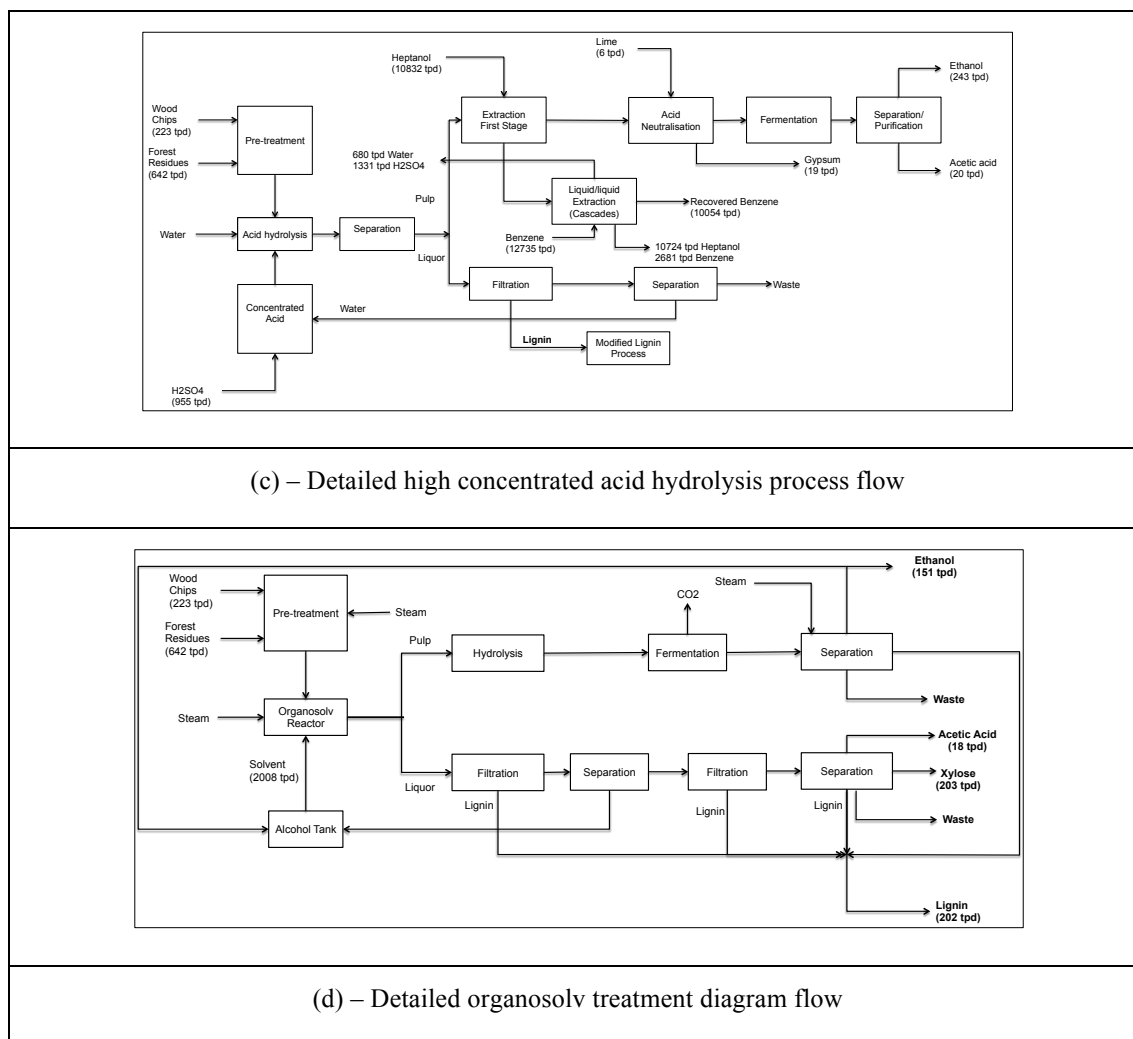 Lime
(6 tpd)
Heptanol
(10832 tpd)
Ethanol
(243 tpd)
Wood
Chips
(223 tpd)
Pre-treatment
Extraction
First Stage
Acid
Neutralisation
Fermentation
Separation/
Purification
Forest
Residues
(642 tpd)
680 tpd Water
1331 tpd H2SO4
Gypsum
(19 tpd)
Acetic acid
(20 tpd)
Pulp
Liquid/liquid
Extraction
(Cascades)
Recovered Benzene
(10054 tpd)
Water
Acid hydrolysis
Separation
Benzene
(12735 tpd)
10724 tpd Heptanol
2681 tpd Benzene
Liquor
Filtration
Separation
Waste
Concentrated
Acid
Water
Lignin
Modified Lignin
Process
H2SO4
(955 tpd)
(c) – Detailed high concentrated acid hydrolysis process flow
Ethanol
(151 tpd)
Wood
Chips
(223 tpd)
Steam
CO2
Pre-treatment
Steam
Forest
Residues
(642 tpd)
Pulp
Hydrolysis
Fermentation
Separation
Waste
Steam
Organosolv
Reactor
Acetic Acid
(18 tpd)
Solvent
(2008 tpd)
Liquor
Filtration
Separation
Filtration
Separation
Xylose
(203 tpd)
Lignin
Lignin
Lignin
Waste
Alcohol Tank
Lignin
(202 tpd)
(d) – Detailed organosolv treatment diagram flow